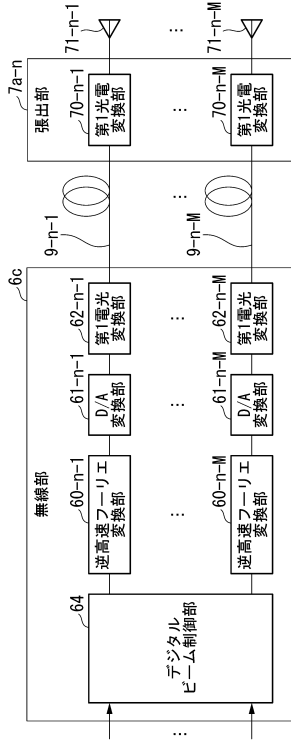 6c
無線部
64
デジタル
ビーム制御部
60-n-1
逆高速フーリエ
変換部
61-n-1
D/A
変換部
62-n-1
第1電光
変換部
9-n-1
7a-n
張出部
70-n-1
第1光電
変換部
71-n-1
...
...
...
...
...
...
...
60-n-M
逆高速フーリエ
変換部
61-n-M
D/A
変換部
62-n-M
第1電光
変換部
9-n-M
70-n-M
第1光電
変換部
71-n-M